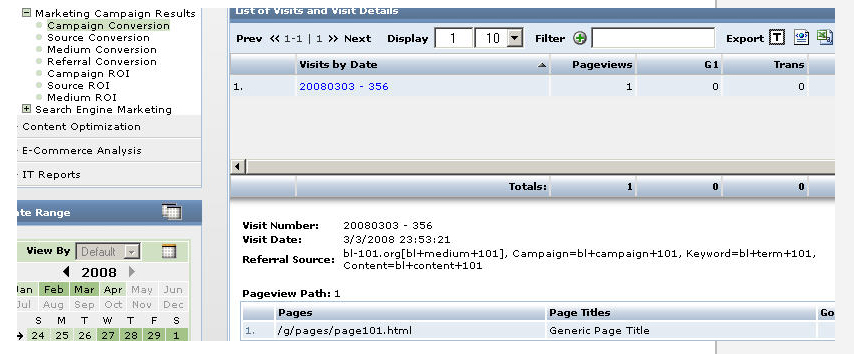 Marketing Campaign Results
Campaign Conversion
Source Conversion
Medium Conversion
Referral Conversion
Campaign ROI
Source ROI
Medium ROI
Search Engine Marketing
Content Optimization
E-Commerce Analysis
IT Reports
ate Range
View By Default
2008
Jan Feb Mar Apr May Jun
Jul Aug Sep Oct Nov Dec
S M T W T F S
24 25 26 27 28 29 1
List of Visits and Visit Details
Prev 1-1 | 1 Next Display 1 10 Filter Export T
Visits by Date Pageviews G1 Trans
1. 20080303 - 356 1 0 0
Totals: 1 0 0
Visit Number: 20080303 - 356
Visit Date: 3/3/2008 23:53:21
Referral Source: bl-101.org[bl+medium+101], Campaign=bl+campaign+101, Keyword=bl+term+101,
Content=bl+content+101
Pageview Path: 1
Pages Page Titles Go
1. /g/pages/page101.html Generic Page Title